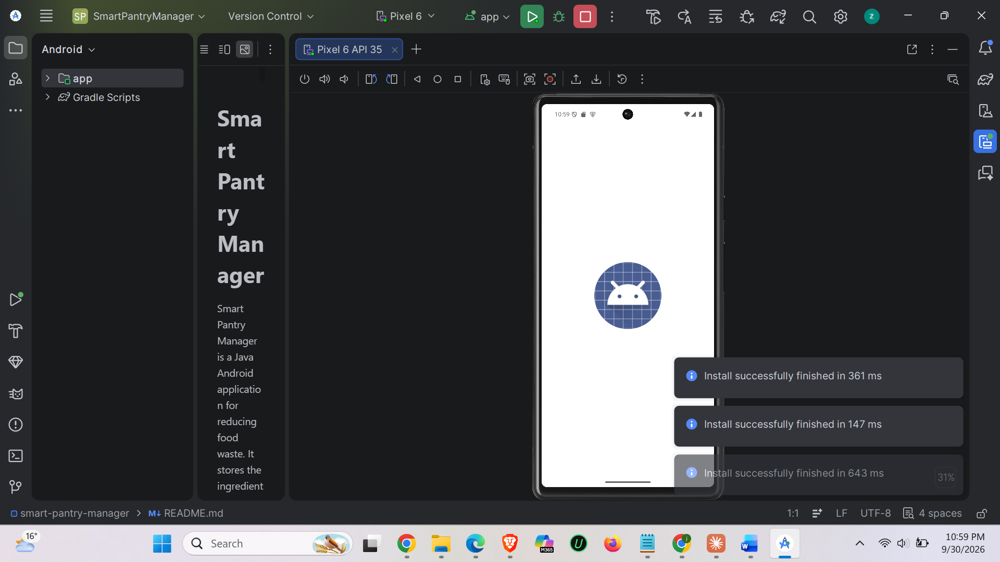 SP SmartPantryManager
Version Control
Pixel 6
app
Z
Android
app
Gradle Scripts
Pixel 6 API 35
Sma
rt
Pant
ry
Man
ager
Smart
Pantry
Manager
is a Java
Android
applicatio
n for
reducing
food
waste. It
stores the
ingredient
10:59
Install successfully finished in 361 ms
Install successfully finished in 147 ms
Install successfully finished in 643 ms
31%
smart-pantry-manager > M↓ README.md
1:1
LF
UTF-8
4 spaces
16°
Search
M365
U
j
W
10:59 PM
9/30/2026